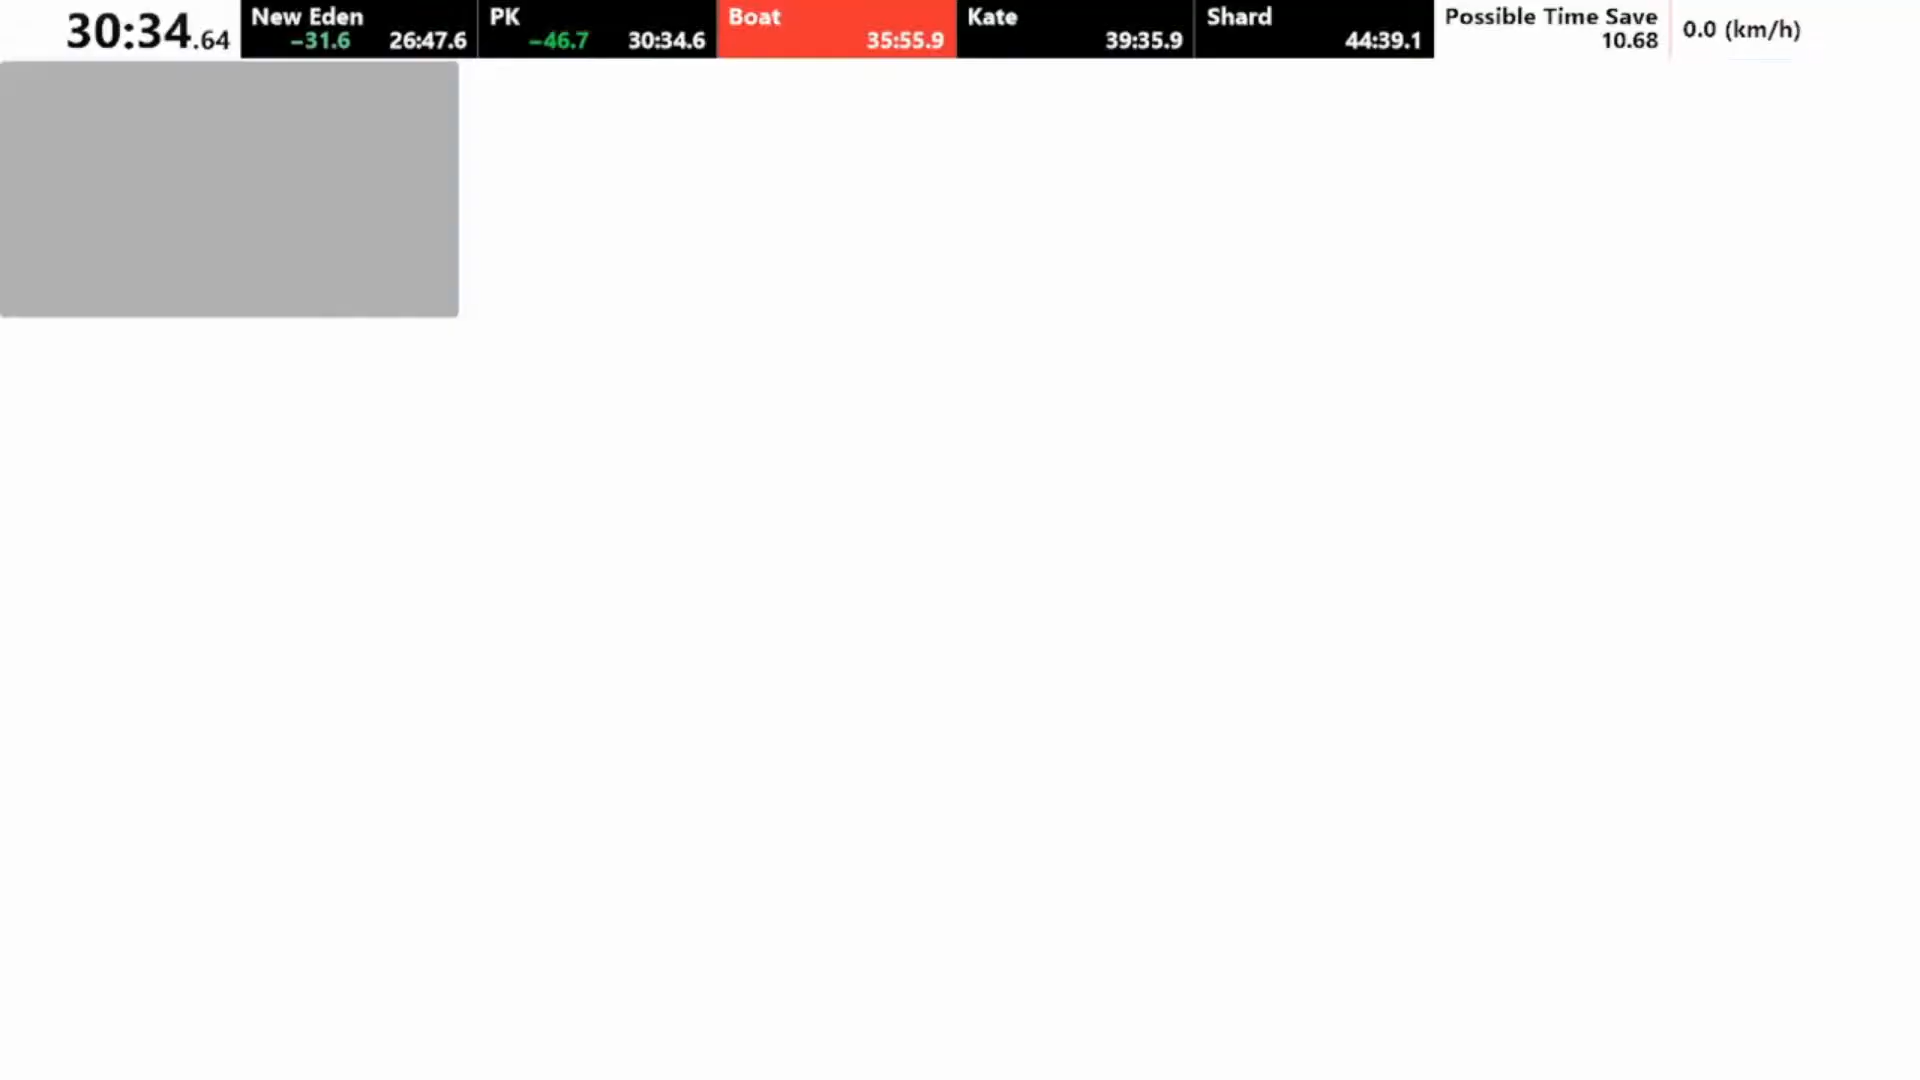 30:34.64
New Eden
−31.6 26:47.6
PK
−46.7 30:34.6
Boat
35:55.9
Kate
39:35.9
Shard
44:39.1
Possible Time Save
10.68
0.0 (km/h)